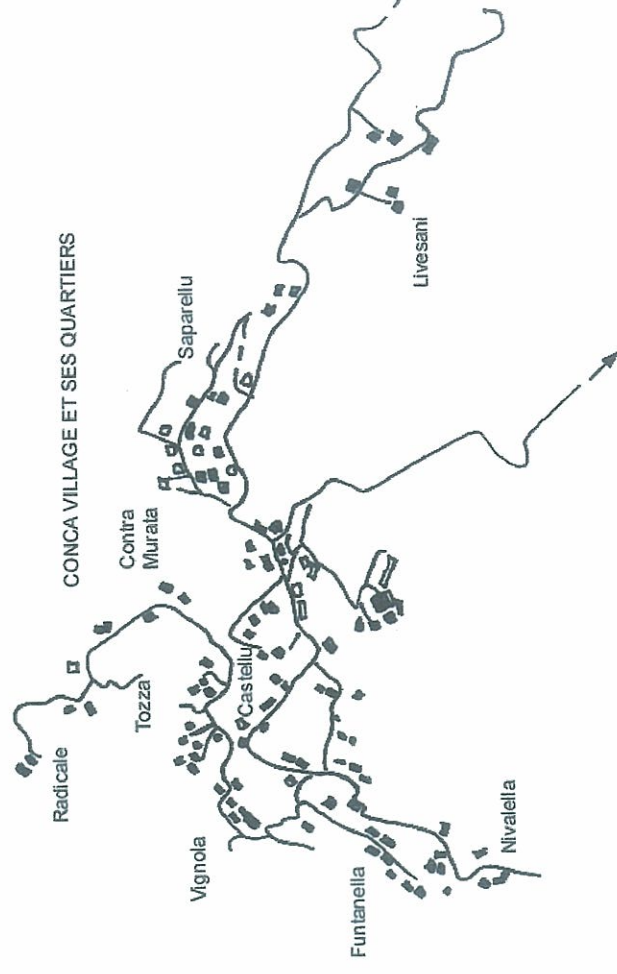 CONCA VILLAGE ET SES QUARTIERS
Radicale
Tozza
Contra
Murata
Saparellu
Vignola
Castellu
Livesani
Funtanella
Nivalella